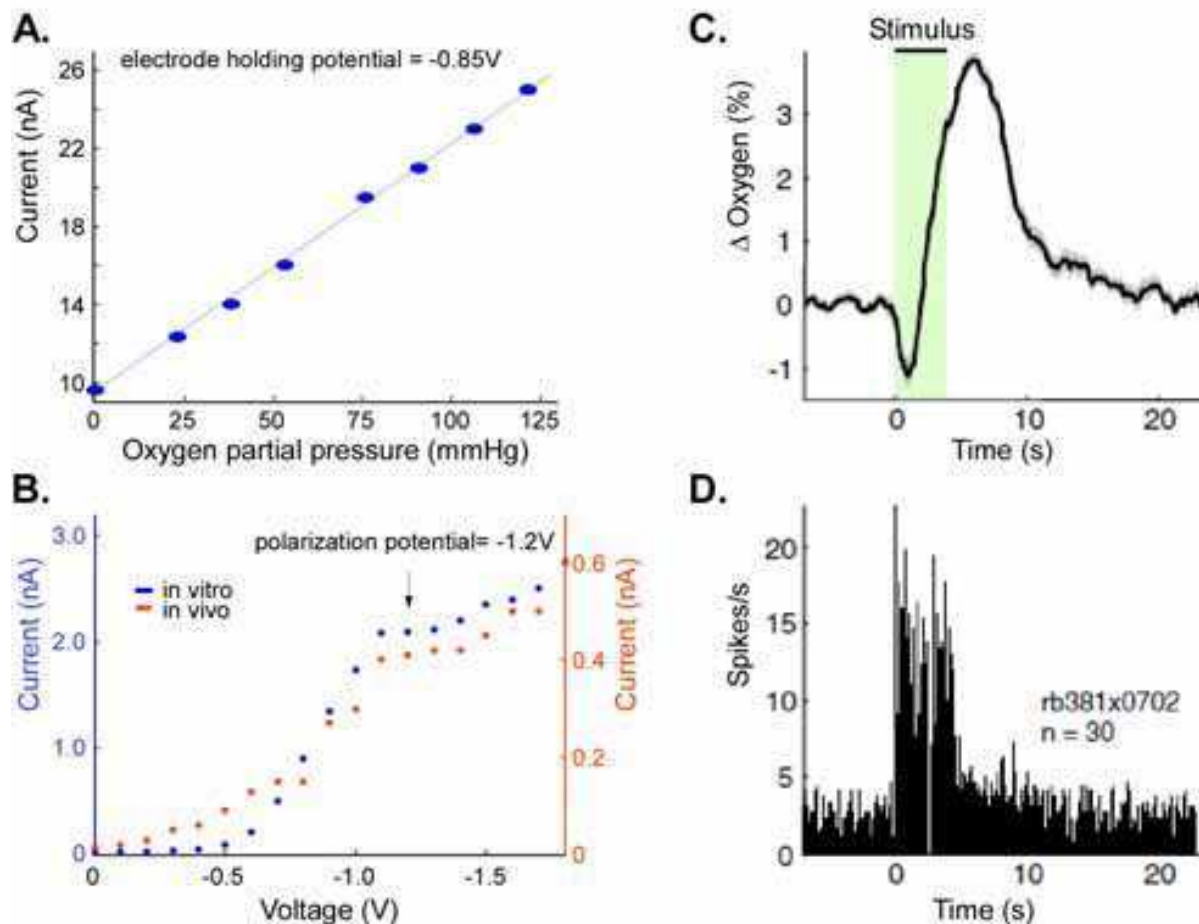 A.
electrode holding potential = -0.85V
Current (nA)
26
22
18
14
10
0
25
50
75
100
125
Oxygen partial pressure (mmHg)
B.
polarization potential= -1.2V
in vitro
in vivo
Current (nA)
3.0
2.0
1.0
0
Current (nA)
0.6
0.4
0.2
0
0
-0.5
-1.0
-1.5
Voltage (V)
C.
Stimulus
Δ Oxygen (%)
3
2
1
0
-1
0
10
20
Time (s)
D.
Spikes/s
20
15
10
5
0
rb381x0702
n = 30
0
10
20
Time (s)